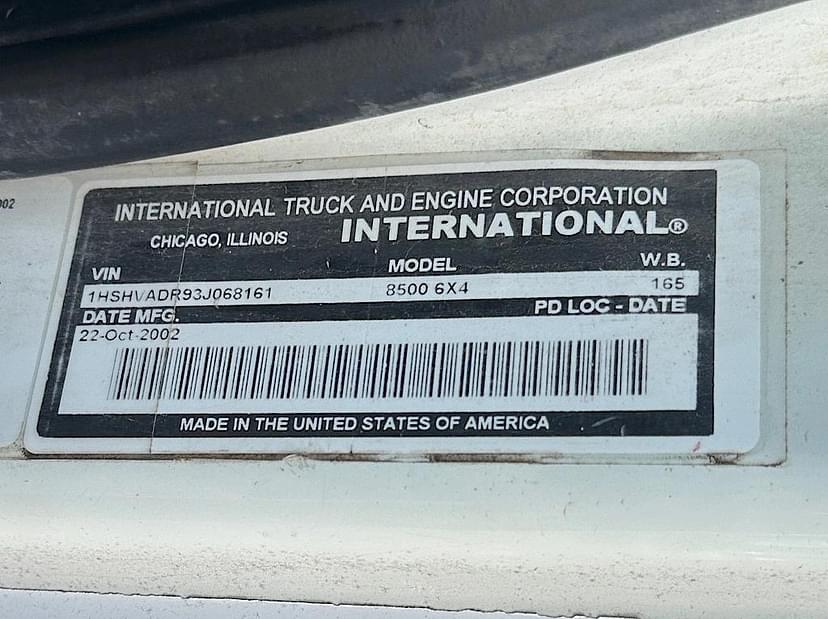 INTERNATIONAL TRUCK AND ENGINE CORPORATION
CHICAGO, ILLINOIS INTERNATIONAL®
VIN MODEL W.B.
1HSHVADR93J068161 8500 6X4 165
DATE MFG. PD LOC - DATE
22-Oct-2002
MADE IN THE UNITED STATES OF AMERICA